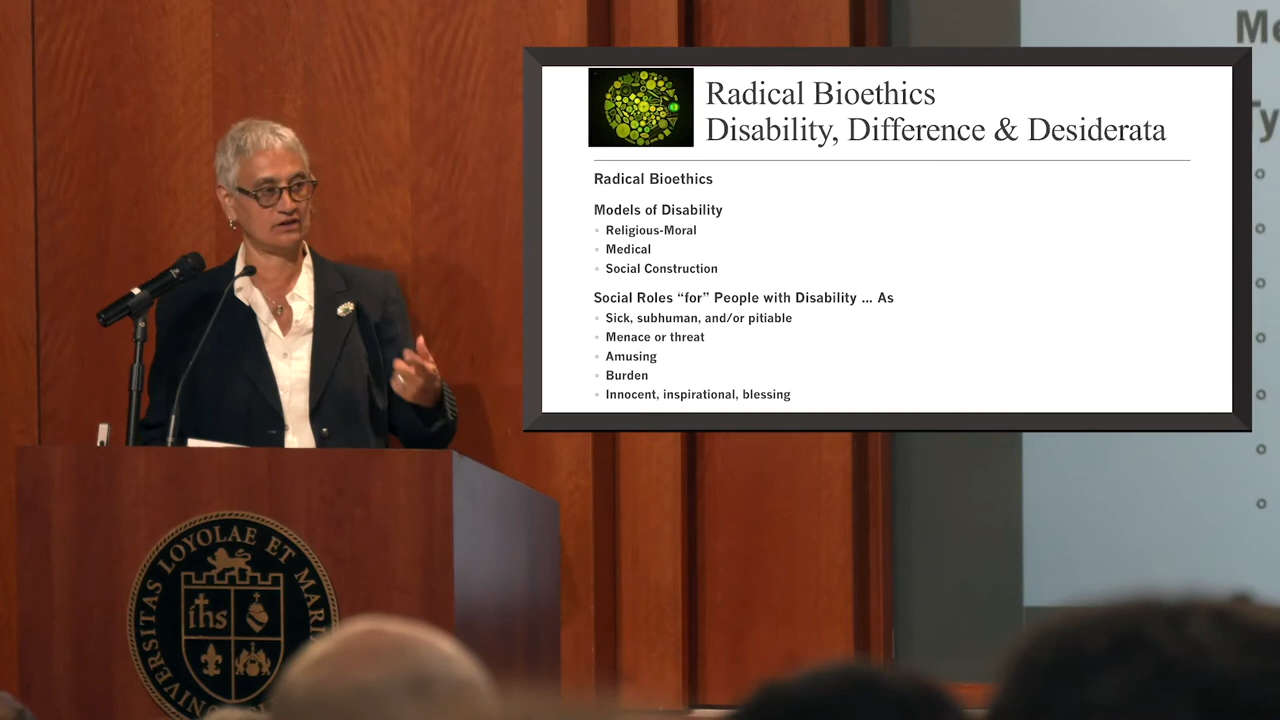 Radical Bioethics
Disability, Difference & Desiderata
Radical Bioethics
Models of Disability
◦ Religious-Moral
◦ Medical
◦ Social Construction
Social Roles “for” People with Disability ... As
◦ Sick, subhuman, and/or pitiable
◦ Menace or threat
◦ Amusing
◦ Burden
◦ Innocent, inspirational, blessing
UNIVERSITAS LOYOLAE ET
ihs